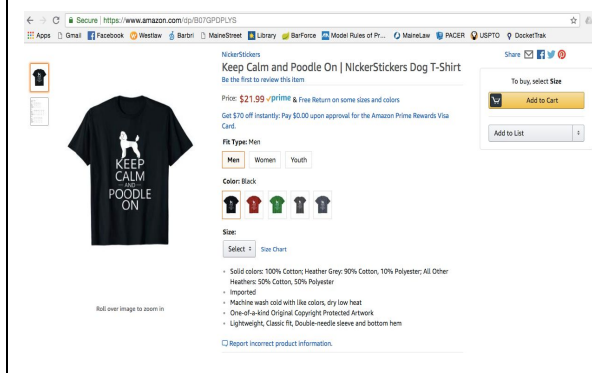 Secure | https://www.amazon.com/dp/B07GPDPLYS
Apps Gmail Facebook Westlaw Barbri MaineStreet Library BarForce Model Rules of Pr... MaineLaw PACER USPTO DocketTrak
NickerStickers
Keep Calm and Poodle On | NIckerStickers Dog T-Shirt
Be the first to review this item
Price: $21.99 prime & Free Return on some sizes and colors
Get $70 off instantly: Pay $0.00 upon approval for the Amazon Prime Rewards Visa
Card.
Fit Type: Men
Men Women Youth
Color: Black
Size:
Select Size Chart
Solid colors: 100% Cotton; Heather Grey: 90% Cotton, 10% Polyester; All Other
Heathers: 50% Cotton, 50% Polyester
Imported
Machine wash cold with like colors, dry low heat
One-of-a-kind Original Copyright Protected Artwork
Lightweight, Classic fit, Double-needle sleeve and bottom hem
Report incorrect product information.
KEEP
CALM
AND
POODLE
ON
Roll over image to zoom in
Share
To buy, select Size
Add to Cart
Add to List